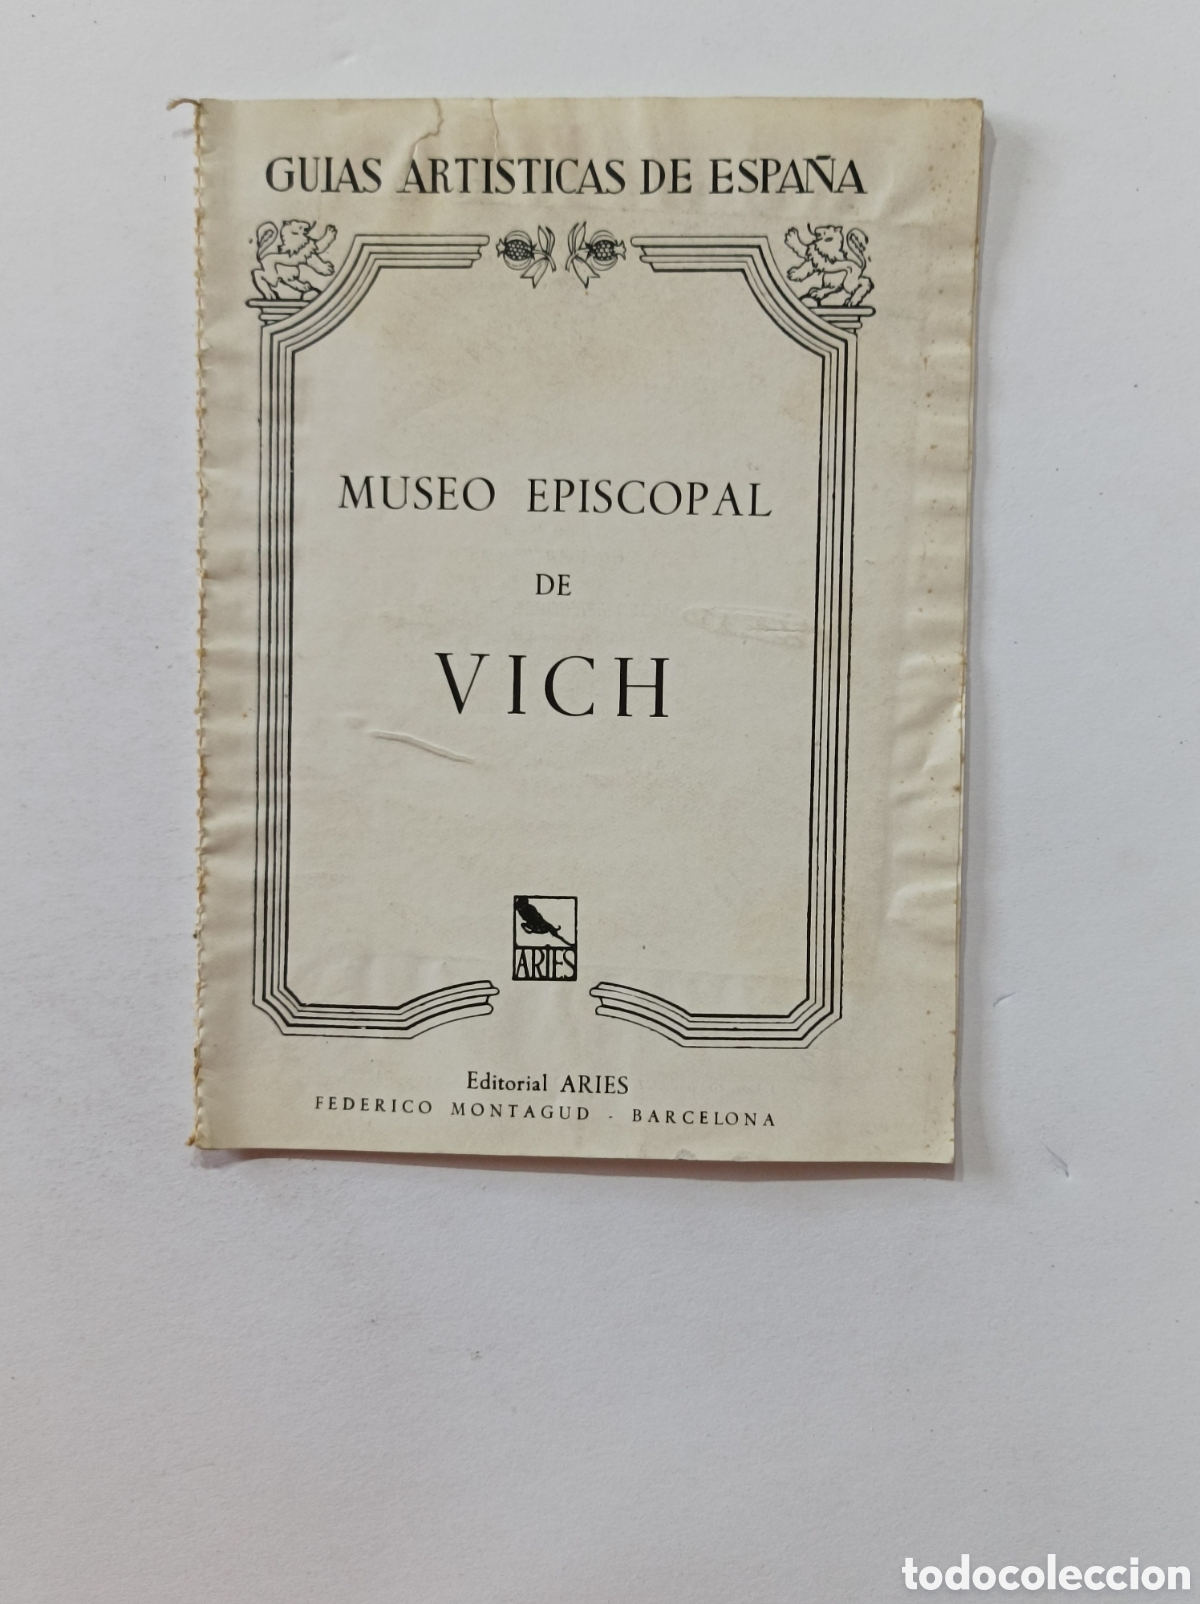 GUIAS ARTISTICAS DE ESPAÑA
MUSEO EPISCOPAL
DE
VICH
ARIES
Editorial ARIES
FEDERICO MONTAGUD - BARCELONA
todocoleccion